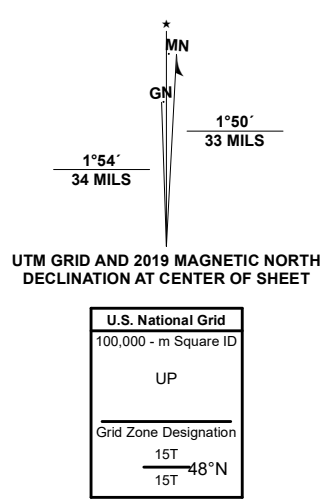 MN
GN
1°50´
33 MILS
1°54´
34 MILS
UTM GRID AND 2019 MAGNETIC NORTH
DECLINATION AT CENTER OF SHEET
U.S. National Grid
100,000 - m Square ID
UP
Grid Zone Designation
15T
48°N
15T